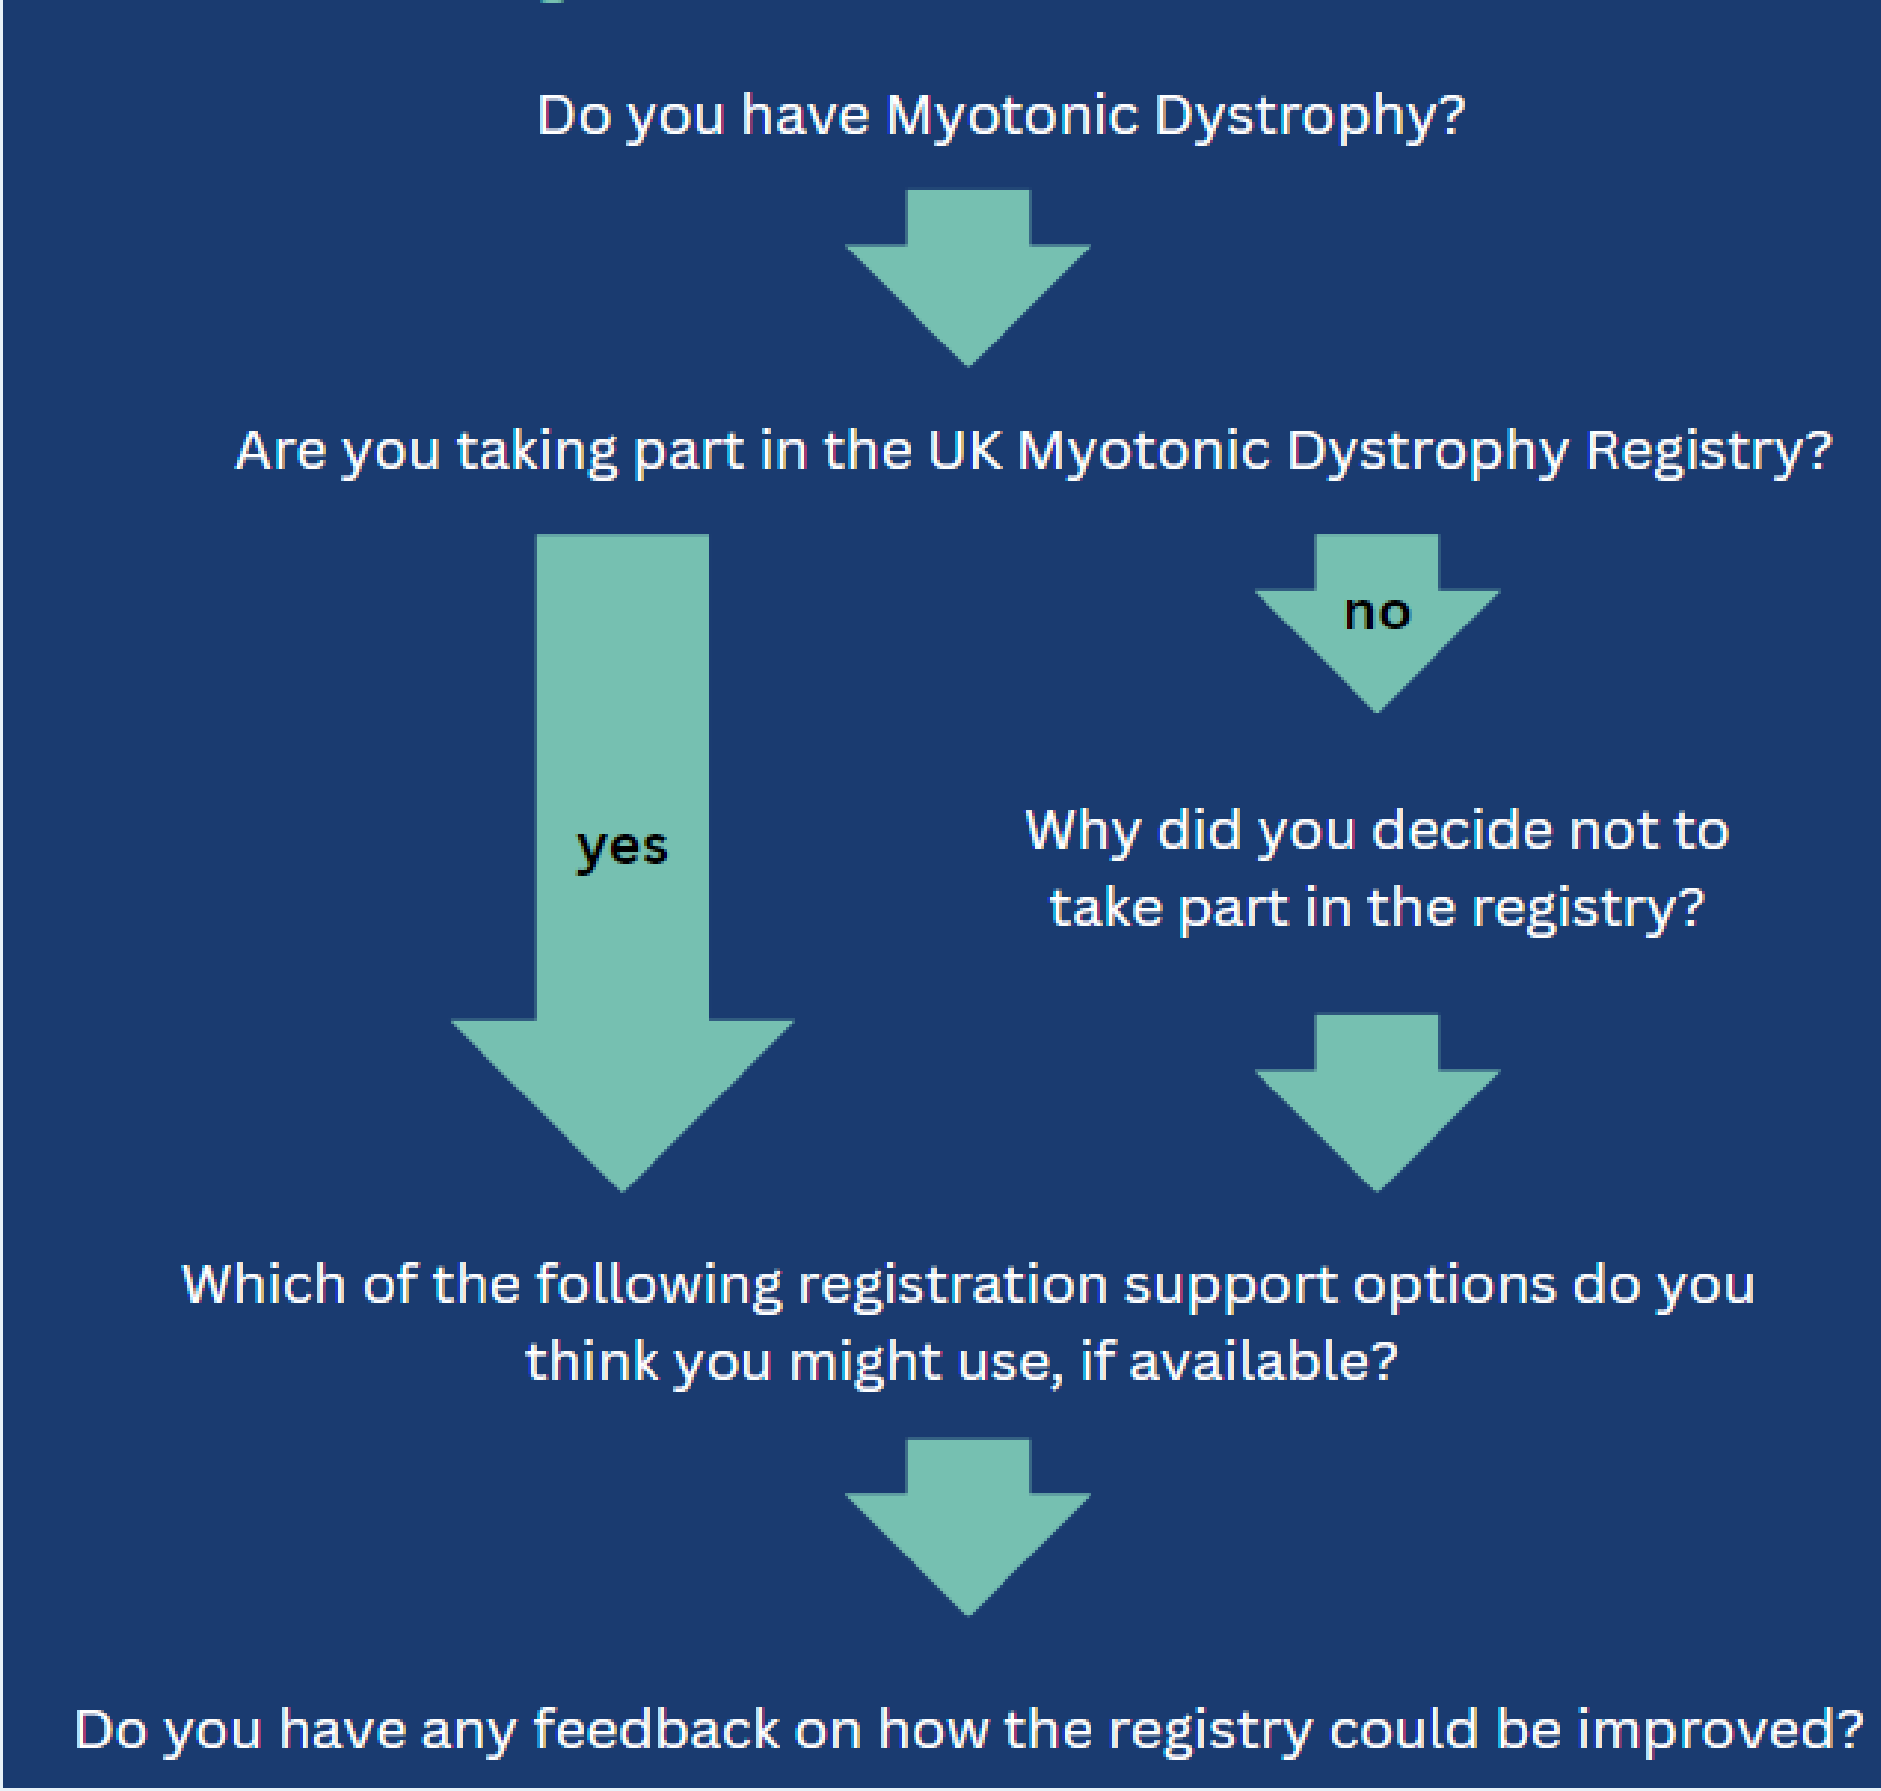 Do you have Myotonic Dystrophy?
Are you taking part in the UK Myotonic Dystrophy Registry?
no
yes
Why did you decide not to
take part in the registry?
Which of the following registration support options do you
think you might use, if available?
Do you have any feedback on how the registry could be improved?